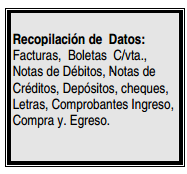 Recopilación de Datos:
Facturas, Boletas C/vta.,
Notas de Débitos, Notas de
Créditos, Depósitos, cheques,
Letras, Comprobantes Ingreso,
Compra y. Egreso.